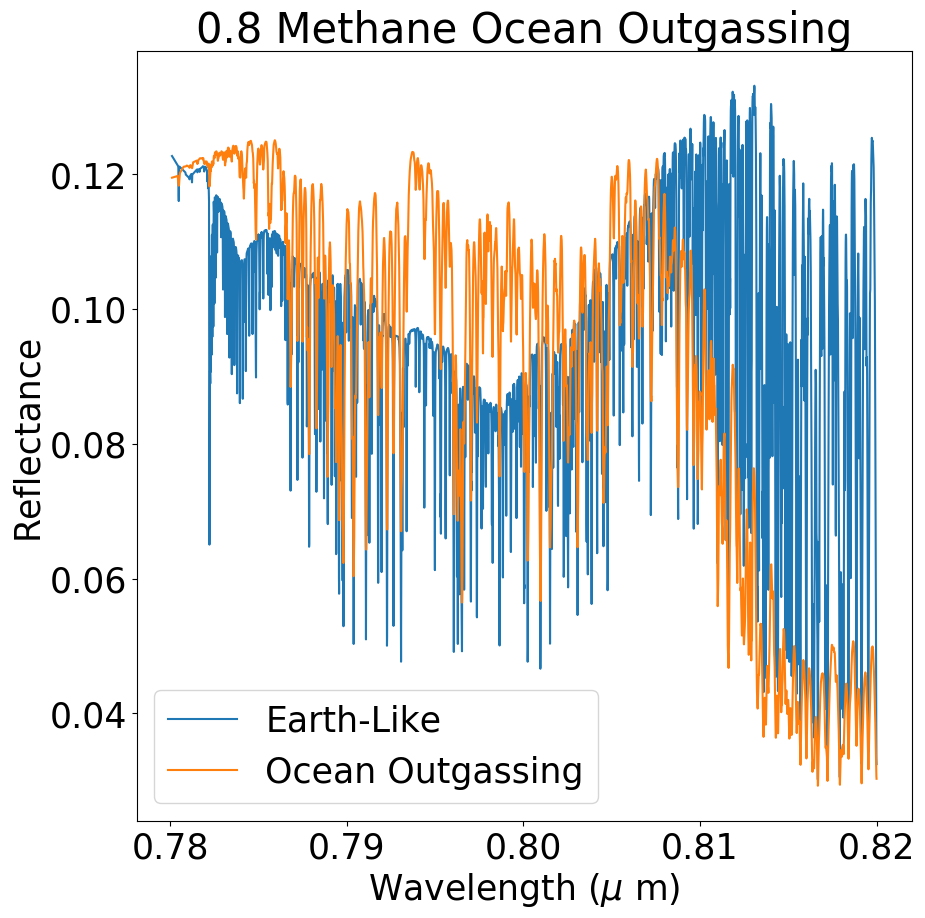 0.8 Methane Ocean Outgassing
Reflectance
0.12
0.10
0.08
0.06
0.04
Earth-Like
Ocean Outgassing
0.78 0.79 0.80 0.81 0.82
Wavelength (μ m)